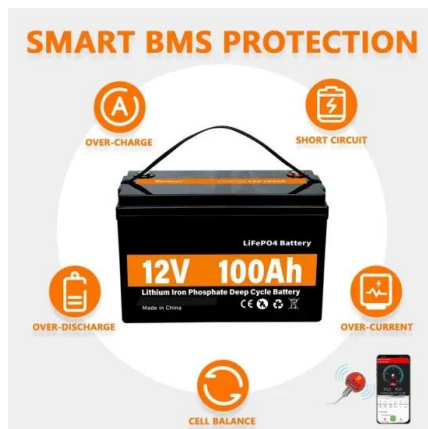 SMART BMS PROTECTION
A
OVER-CHARGE
SHORT CIRCUIT
LiFePO4 Battery
12V 100Ah
Lithium Iron Phosphate Deep Cycle Battery
Made in China
CE
OVER-DISCHARGE
OVER-CURRENT
CELL BALANCE